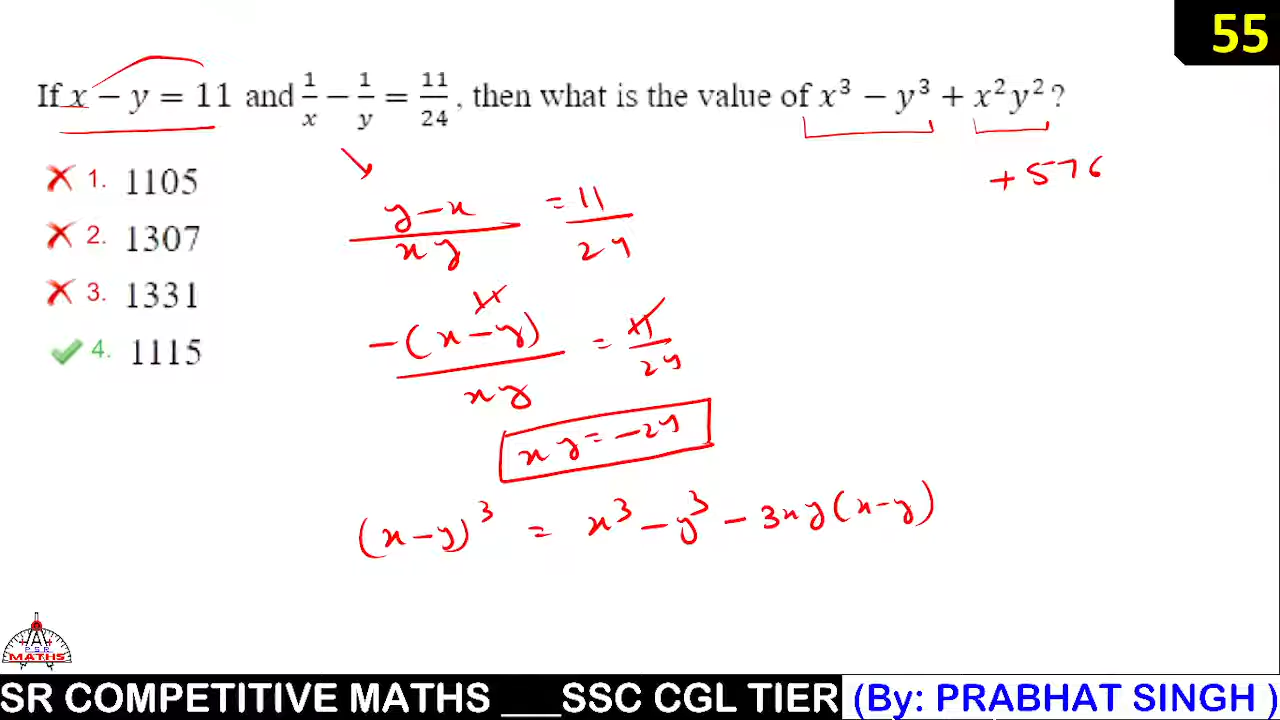 55
If x − y = 11 and 1/x − 1/y = 11/24, then what is the value of x³ − y³ + x²y²?
+576
1. 1105
2. 1307
3. 1331
4. 1115
y−x/xy = 11/24
11
−(x−y)/xy = 11/24
xy = −24
(x−y)³ = x³ − y³ − 3xy(x−y)
P S R
MATHS
SR COMPETITIVE MATHS ___SSC CGL TIER (By: PRABHAT SINGH )